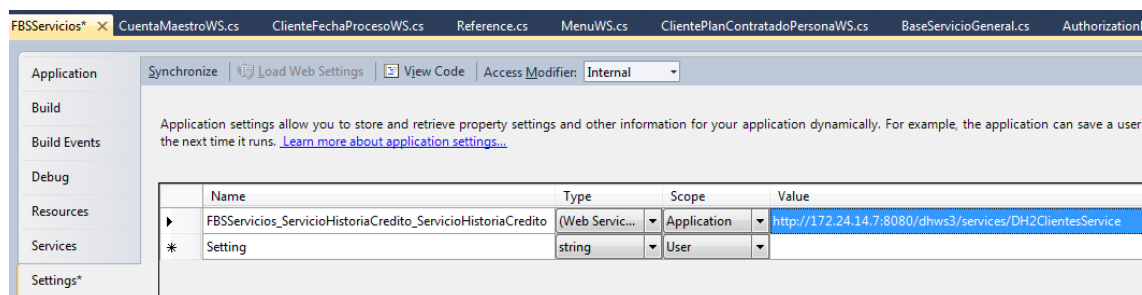 FBSServicios* CuentaMaestroWS.cs ClienteFechaProcesoWS.cs Reference.cs MenuWS.cs ClientePlanContratadoPersonaWS.cs BaseServicioGeneral.cs Authorization
Application
Build
Build Events
Debug
Resources
Services
Settings*
Synchronize Load Web Settings View Code Access Modifier: Internal
Application settings allow you to store and retrieve property settings and other information for your application dynamically. For example, the application can save a user
the next time it runs. Learn more about application settings...
Name Type Scope Value
FBSServicios_ServicioHistoriaCredito_ServicioHistoriaCredito (Web Servic... Application http://172.24.14.7:8080/dhws3/services/DH2ClientesService
Setting string User